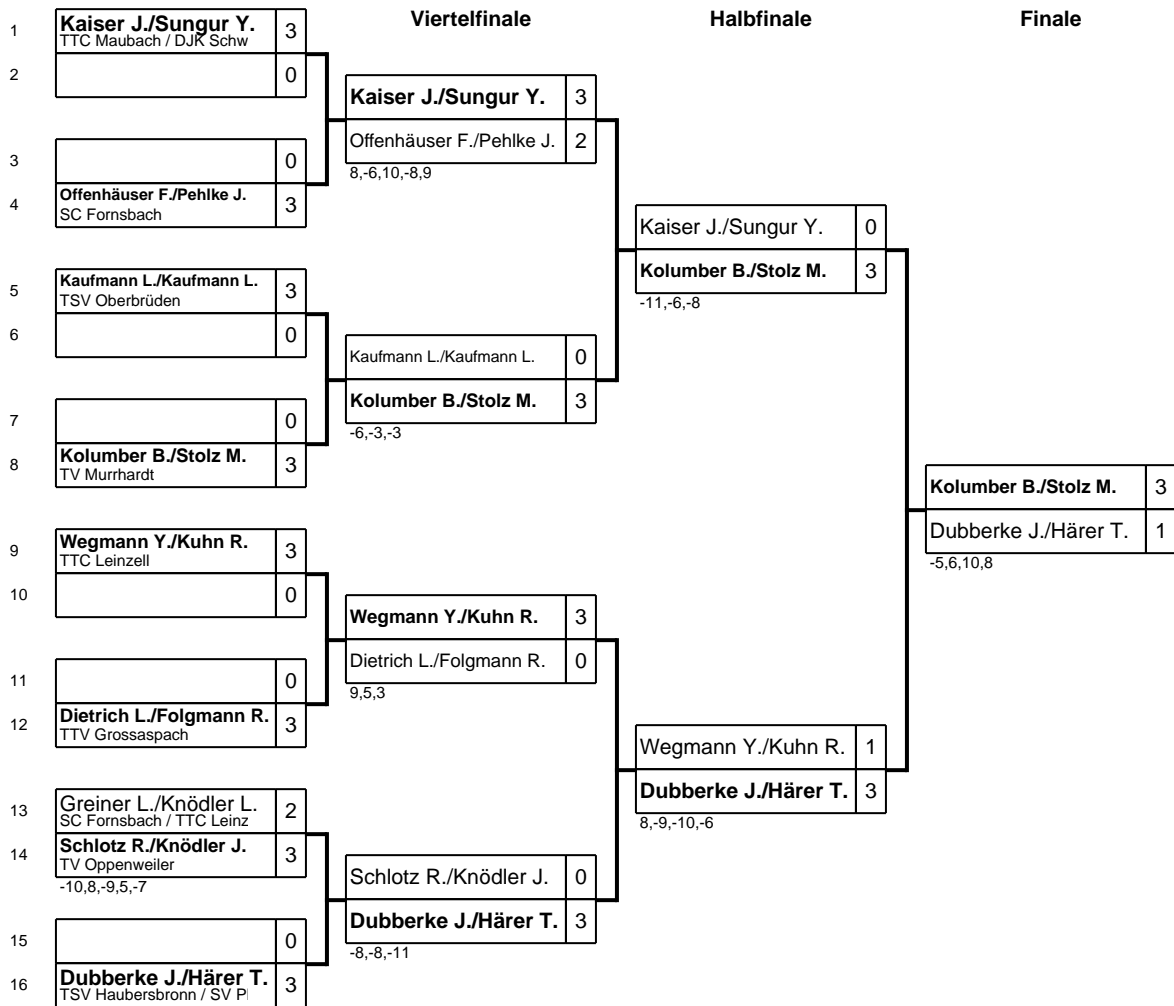 Viertelfinale
Halbfinale
Finale
1
Kaiser J./Sungur Y. 3
TTC Maubach / DJK Schw
2
0
3
0
4
Offenhäuser F./Pehlke J. 3
SC Fornsbach
5
Kaufmann L./Kaufmann L. 3
TSV Oberbrüden
6
0
7
0
8
Kolumber B./Stolz M. 3
TV Murrhardt
9
Wegmann Y./Kuhn R. 3
TTC Leinzell
10
0
11
0
12
Dietrich L./Folgmann R. 3
TTV Grossaspach
13
Greiner L./Knödler L. 2
SC Fornsbach / TTC Leinz
14
Schlotz R./Knödler J. 3
TV Oppenweiler
-10,8,-9,5,-7
15
0
16
Dubberke J./Härer T. 3
TSV Haubersbronn / SV Pl
Kaiser J./Sungur Y. 3
Offenhäuser F./Pehlke J. 2
8,-6,10,-8,9
Kaufmann L./Kaufmann L. 0
Kolumber B./Stolz M. 3
-6,-3,-3
Wegmann Y./Kuhn R. 3
Dietrich L./Folgmann R. 0
9,5,3
Schlotz R./Knödler J. 0
Dubberke J./Härer T. 3
-8,-8,-11
Kaiser J./Sungur Y. 0
Kolumber B./Stolz M. 3
-11,-6,-8
Wegmann Y./Kuhn R. 1
Dubberke J./Härer T. 3
8,-9,-10,-6
Kolumber B./Stolz M. 3
Dubberke J./Härer T. 1
-5,6,10,8